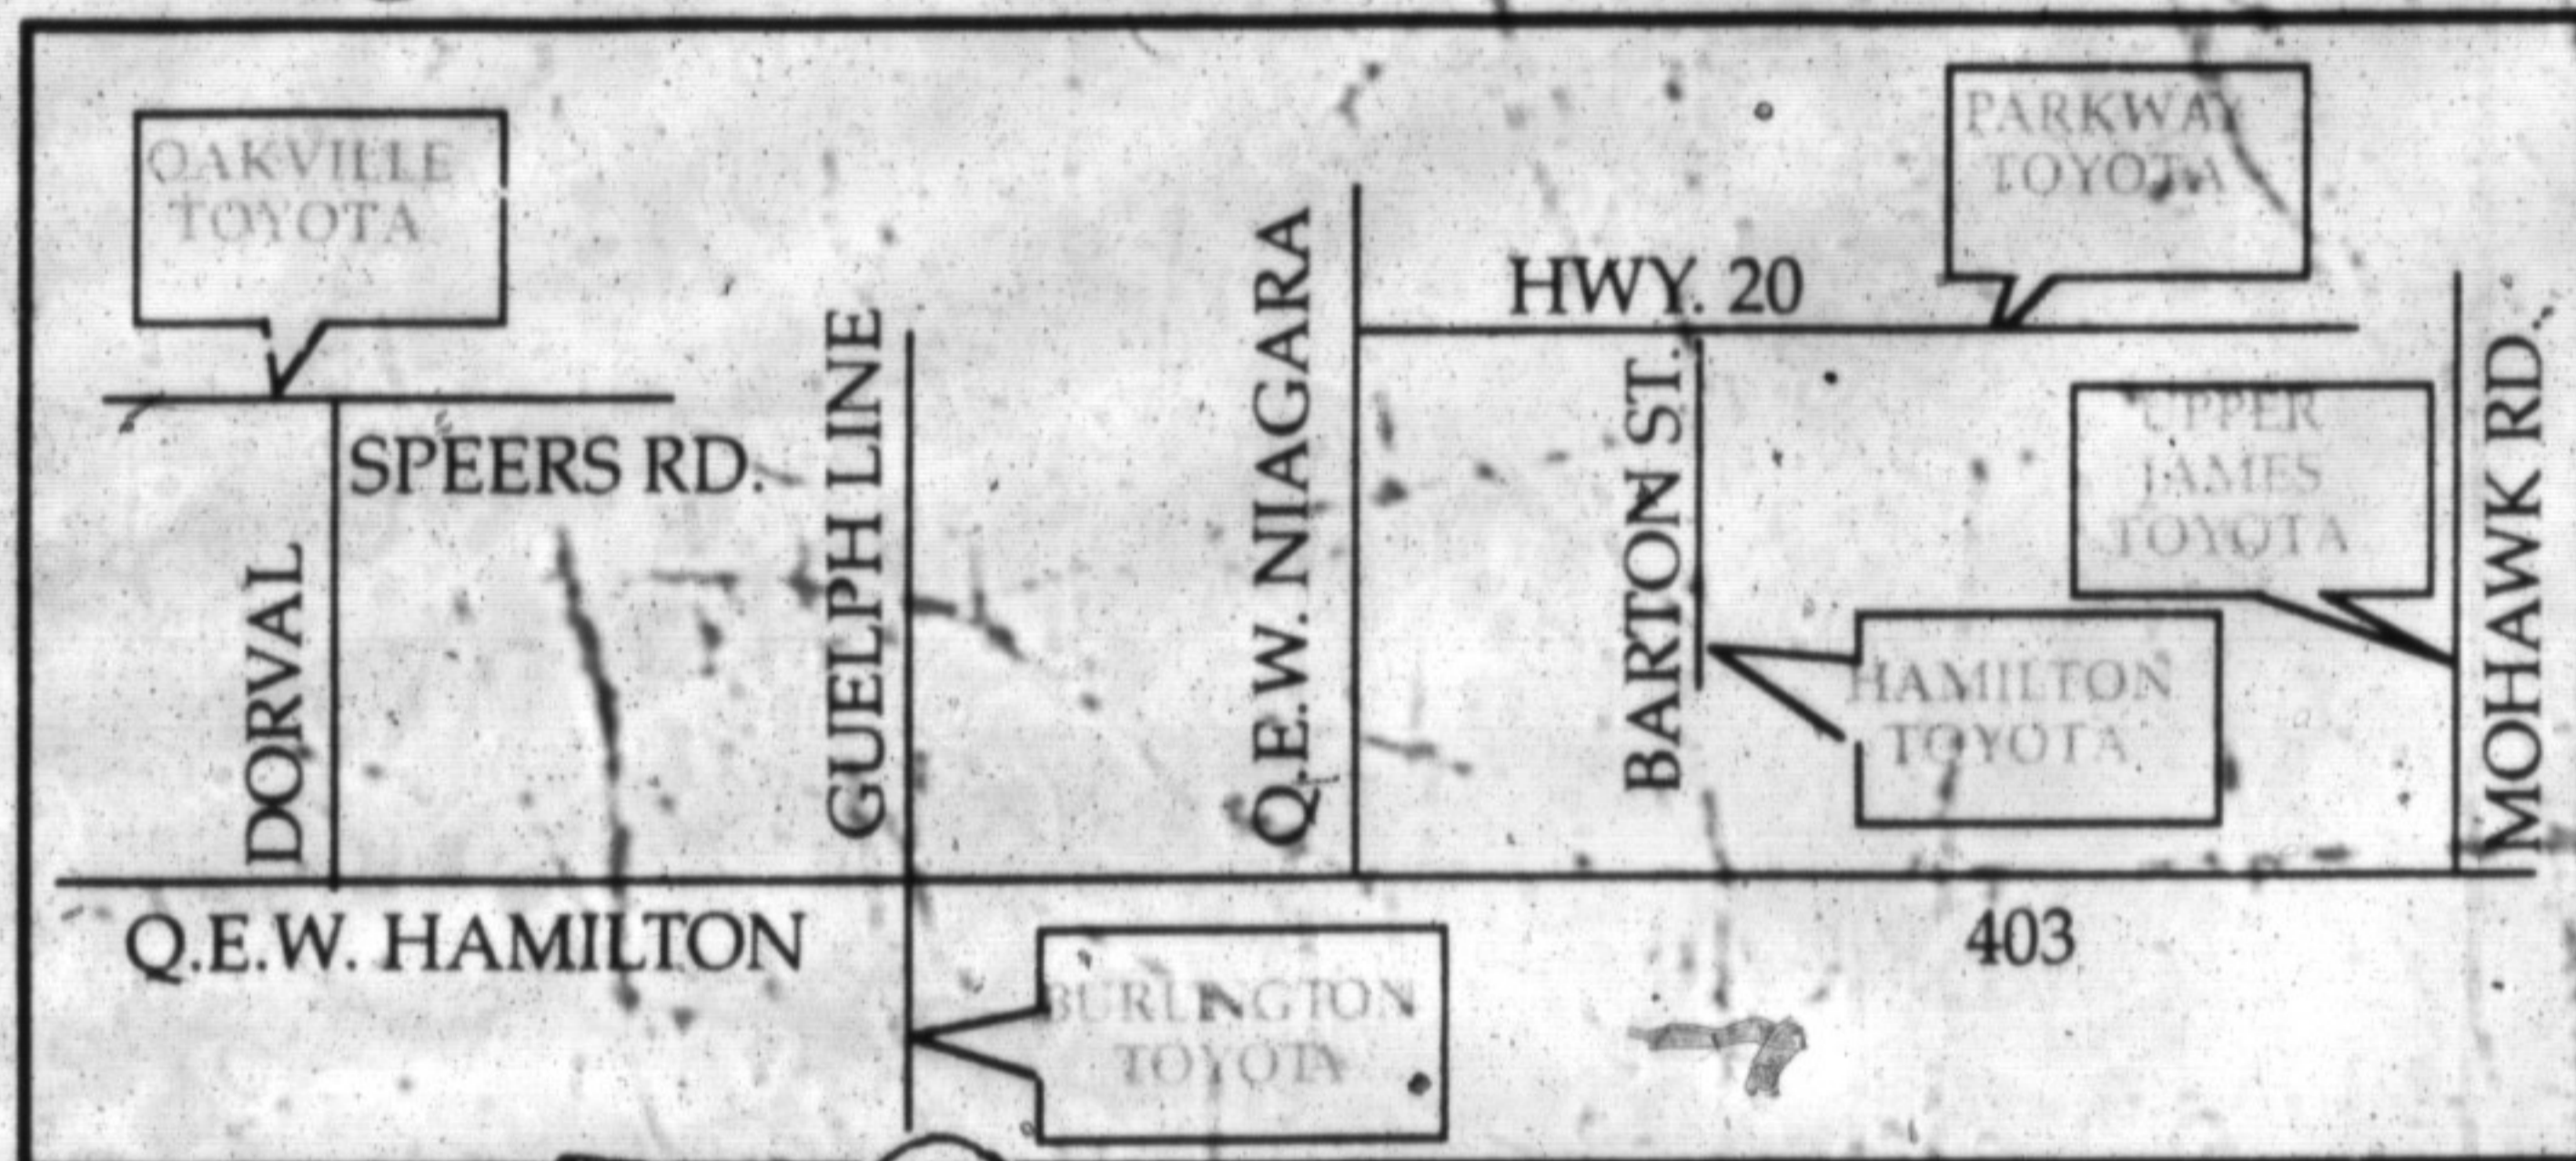 OAKVILLE
TOYOTA
PARKWAY
TOYOTA
HWY. 20
SPEERS RD.
DORVAL
GUELPH LINE
Q.E.W. NIAGARA
BARTON ST.
UPPER
JAMES
TOYOTA
MOHAWK RD.
HAMILTON
TOYOTA
Q.E.W. HAMILTON
403
BURLINGTON
TOYOTA